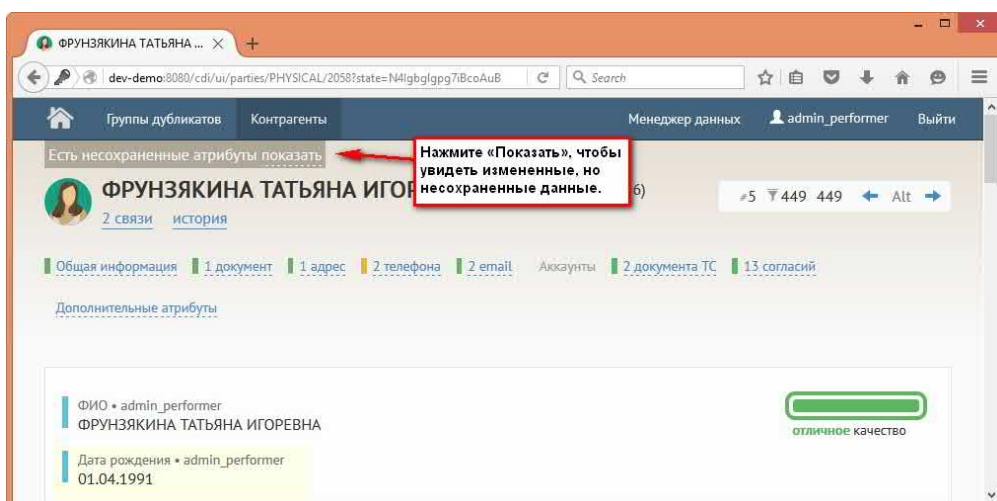 ФРУНЗЯКИНА ТАТЬЯНА ...
dev-demo:8080/cdi/ui/parties/PHYSICAL/2058?state=N4IgbgIgpg7iBcoAuB
Search
Группы дубликатов Контрагенты Менеджер данных admin_performer Выйти
Есть несохраненные атрибуты показать
Нажмите «Показать», чтобы
увидеть измененные, но
несохраненные данные.
ФРУНЗЯКИНА ТАТЬЯНА ИГОР 6)
#5 449 449 Alt
2 связи история
Общая информация 1 документ 1 адрес 2 телефона 2 email Аккаунты 2 документа ТС 13 согласий
Дополнительные атрибуты
ФИО • admin_performer
ФРУНЗЯКИНА ТАТЬЯНА ИГОРЕВНА
отличное качество
Дата рождения • admin_performer
01.04.1991